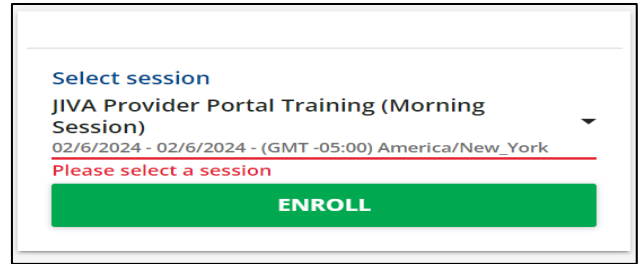 Select session
JIVA Provider Portal Training (Morning
Session)
02/6/2024 - 02/6/2024 - (GMT -05:00) America/New_York
Please select a session
ENROLL